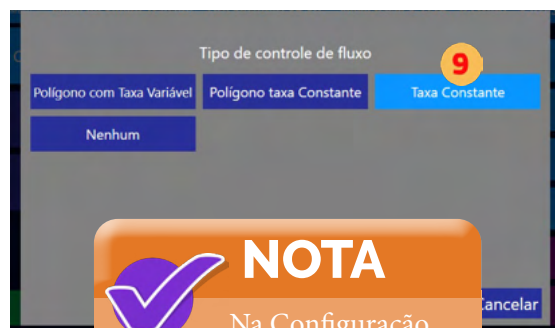 Tipo de controle de fluxo
9
Polígono com Taxa Variável Polígono taxa Constante Taxa Constante
Nenhum
NOTA
Cancelar
Na Configuração